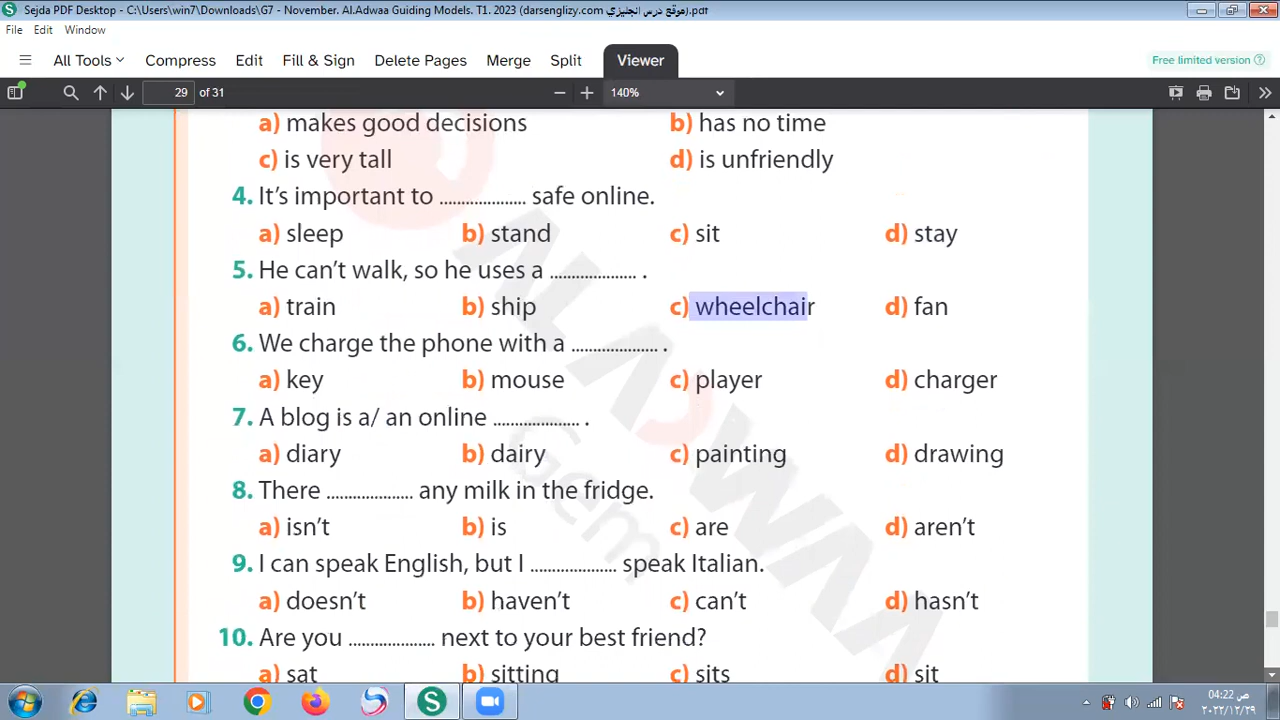 Sejda PDF Desktop - C:\Users\win7\Downloads\G7 - November. Al.Adwaa Guiding Models. T1. 2023 (darsenglizy.com موقع درس انجليزي).pdf
File Edit Window
All Tools Compress Edit Fill & Sign Delete Pages Merge Split Viewer Free limited version
29 of 31 140%
a) makes good decisions b) has no time
c) is very tall d) is unfriendly
4. It's important to ................... safe online.
a) sleep b) stand c) sit d) stay
5. He can't walk, so he uses a ................... .
a) train b) ship c) wheelchair d) fan
6. We charge the phone with a ................... .
a) key b) mouse c) player d) charger
7. A blog is a/ an online ................... .
a) diary b) dairy c) painting d) drawing
8. There ................... any milk in the fridge.
a) isn't b) is c) are d) aren't
9. I can speak English, but I ................... speak Italian.
a) doesn't b) haven't c) can't d) hasn't
10. Are you ................... next to your best friend?
a) sat b) sitting c) sits d) sit
ALADWAA
Gem
04:22 ص
٢٠٢٢/١٢/٢٩